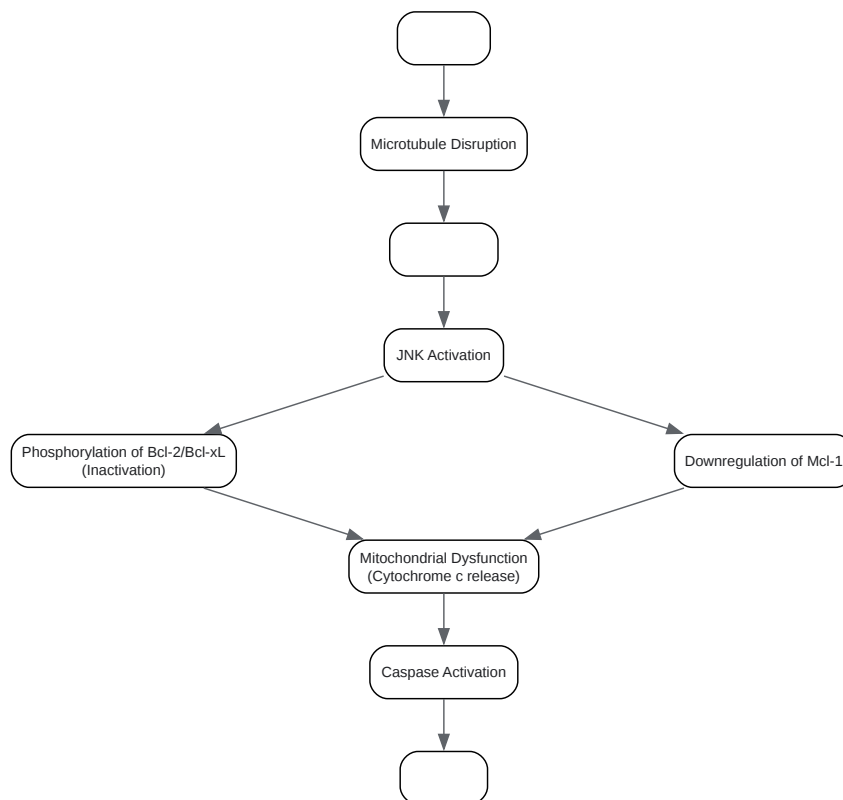 Microtubule Disruption
JNK Activation
Phosphorylation of Bcl-2/Bcl-xL
(Inactivation)
Downregulation of Mcl-1
Mitochondrial Dysfunction
(Cytochrome c release)
Caspase Activation